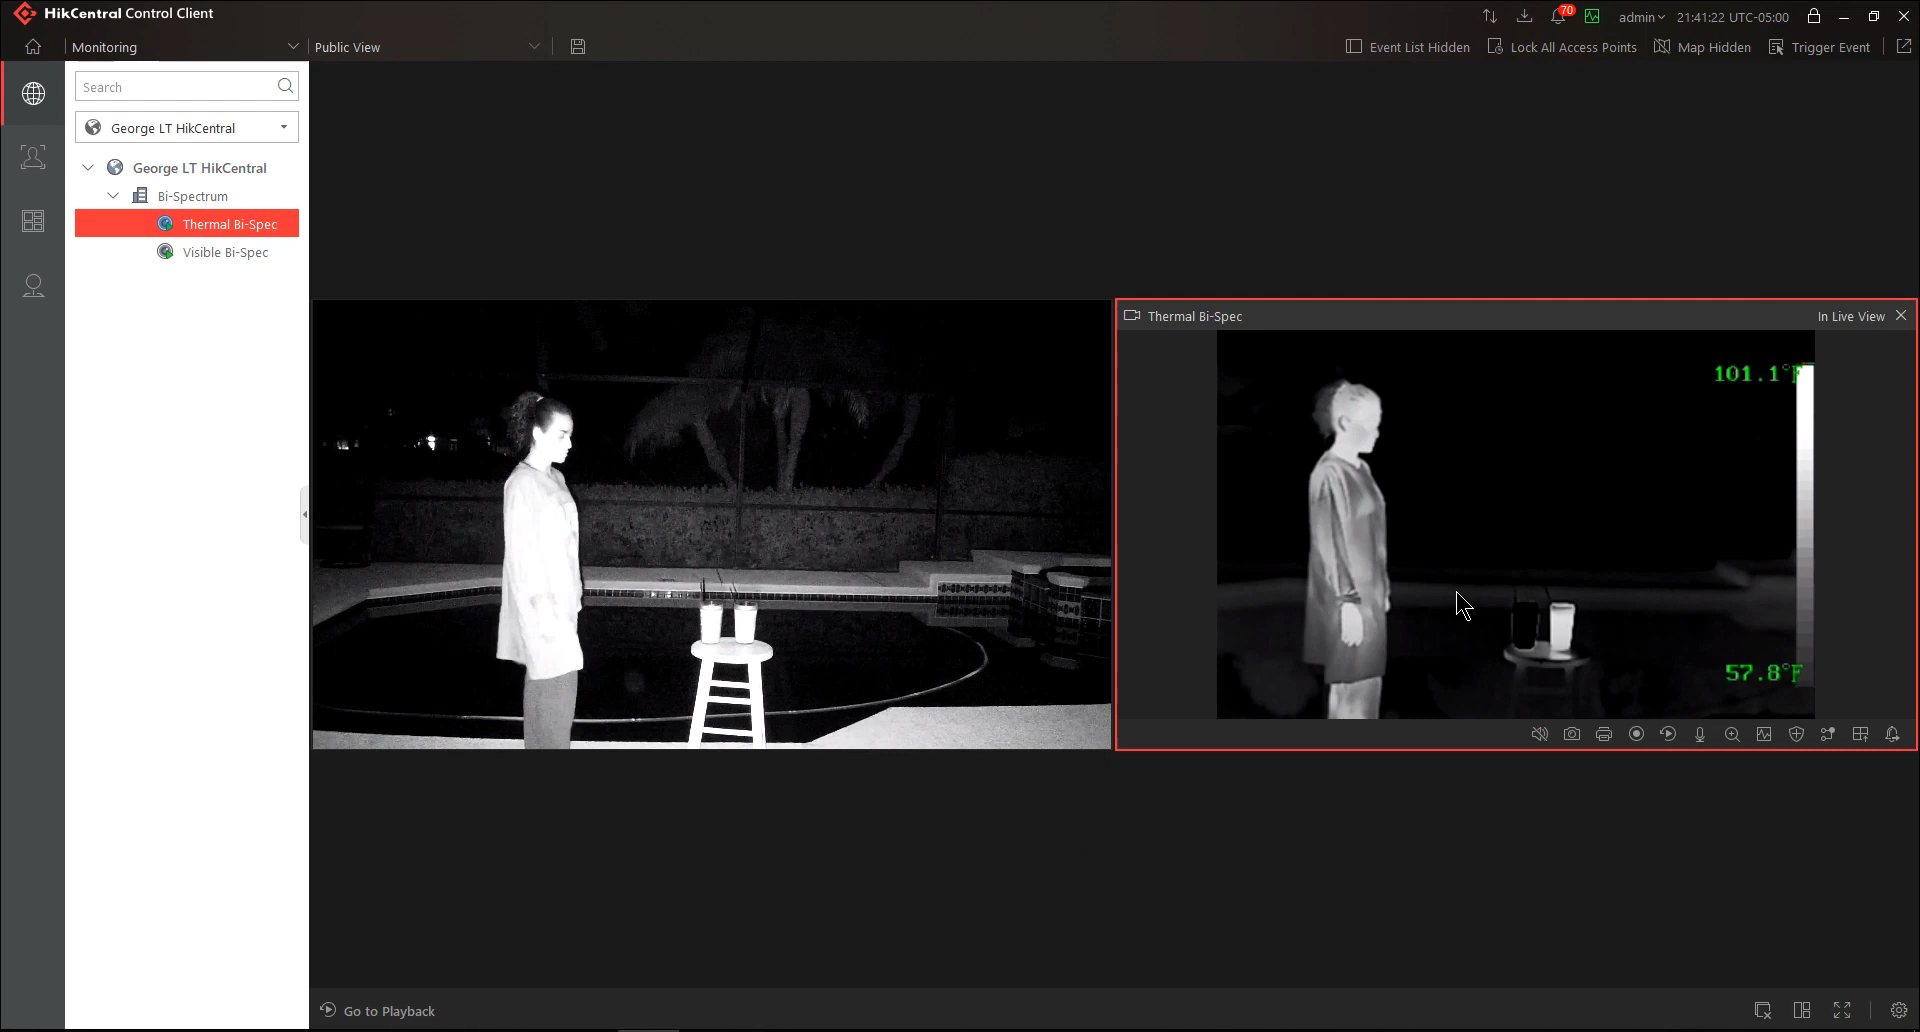 HikCentral Control Client
70
admin
21:41:22 UTC-05:00
Monitoring
Public View
Event List Hidden
Lock All Access Points
Map Hidden
Trigger Event
Search
George LT HikCentral
George LT HikCentral
Bi-Spectrum
Thermal Bi-Spec
Visible Bi-Spec
Thermal Bi-Spec
In Live View
101.1°F
57.8°F
Go to Playback